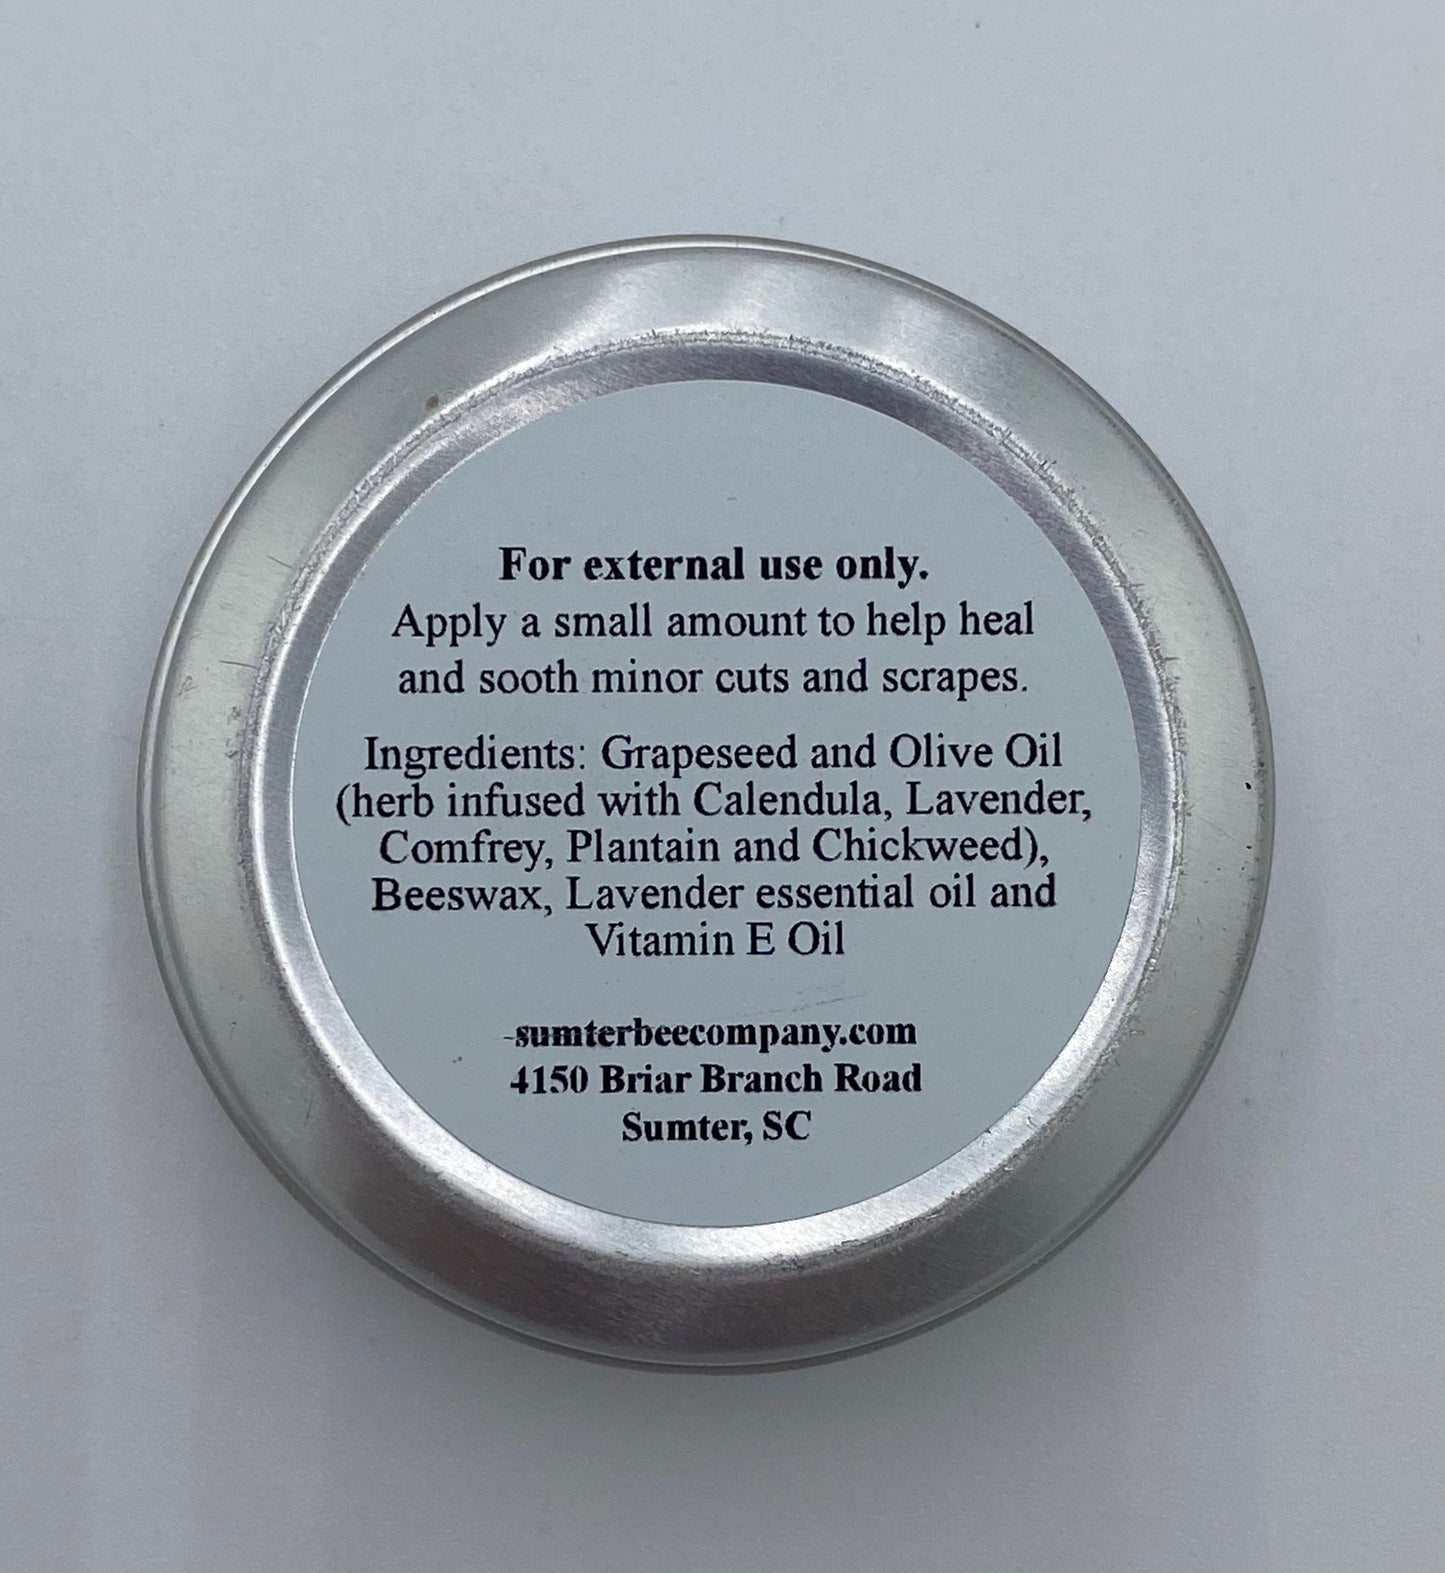 For external use only.
Apply a small amount to help heal
and sooth minor cuts and scrapes.
Ingredients: Grapeseed and Olive Oil
(herb infused with Calendula, Lavender,
Comfrey, Plantain and Chickweed),
Beeswax, Lavender essential oil and
Vitamin E Oil
sumterbeecompany.com
4150 Briar Branch Road
Sumter, SC